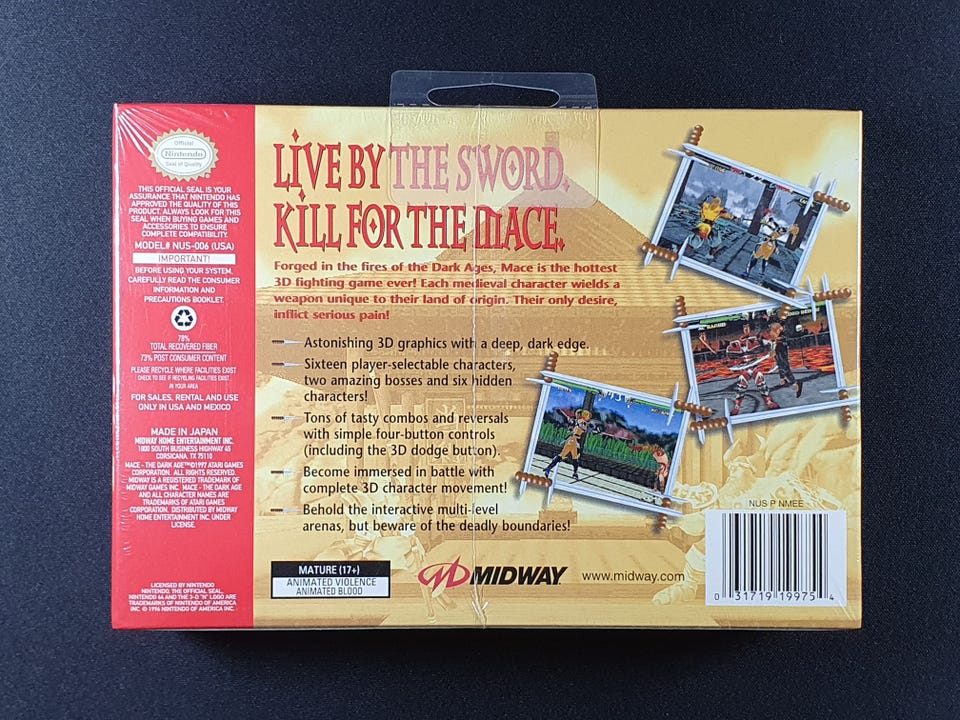 Official
Nintendo
Seal of Quality
THIS OFFICIAL SEAL IS YOUR
ASSURANCE THAT NINTENDO HAS
APPROVED THE QUALITY OF THIS
PRODUCT. ALWAYS LOOK FOR THIS
SEAL WHEN BUYING GAMES AND
ACCESSORIES TO ENSURE
COMPLETE COMPATIBILITY.
MODEL# NUS-006 (USA)
IMPORTANT!
BEFORE USING YOUR SYSTEM,
CAREFULLY READ THE CONSUMER
INFORMATION AND
PRECAUTIONS BOOKLET.
78%
TOTAL RECOVERED FIBER
73% POST CONSUMER CONTENT
PLEASE RECYCLE WHERE FACILITIES EXIST
CHECK TO SEE IF RECYCLING FACILITIES EXIST
IN YOUR AREA
FOR SALES, RENTAL AND USE
ONLY IN USA AND MEXICO
MADE IN JAPAN
MIDWAY HOME ENTERTAINMENT INC.
1800 SOUTH BUSINESS HIGHWAY 45
CORSICANA, TX 75110
MACE - THE DARK AGE™©1997 ATARI GAMES
CORPORATION. ALL RIGHTS RESERVED.
MIDWAY IS A REGISTERED TRADEMARK OF
MIDWAY GAMES INC. MACE - THE DARK AGE
AND ALL CHARACTER NAMES ARE
TRADEMARKS OF ATARI GAMES
CORPORATION. DISTRIBUTED BY MIDWAY
HOME ENTERTAINMENT INC. UNDER
LICENSE.
LICENSED BY NINTENDO
NINTENDO, THE OFFICIAL SEAL,
NINTENDO 64 AND THE 3-D "N" LOGO ARE
TRADEMARKS OF NINTENDO OF AMERICA
INC. © 1996 NINTENDO OF AMERICA INC.
LIVE BY THE SWORD.
KILL FOR THE MACE.
Forged in the fires of the Dark Ages, Mace is the hottest
3D fighting game ever! Each medieval character wields a
weapon unique to their land of origin. Their only desire,
inflict serious pain!
Astonishing 3D graphics with a deep, dark edge.
Sixteen player-selectable characters,
two amazing bosses and six hidden
characters!
Tons of tasty combos and reversals
with simple four-button controls
(including the 3D dodge button).
Become immersed in battle with
complete 3D character movement!
Behold the interactive multi-level
arenas, but beware of the deadly boundaries!
MATURE (17+)
ANIMATED VIOLENCE
ANIMATED BLOOD
MIDWAY
www.midway.com
NUS P NMEE
0 31719 19975 4